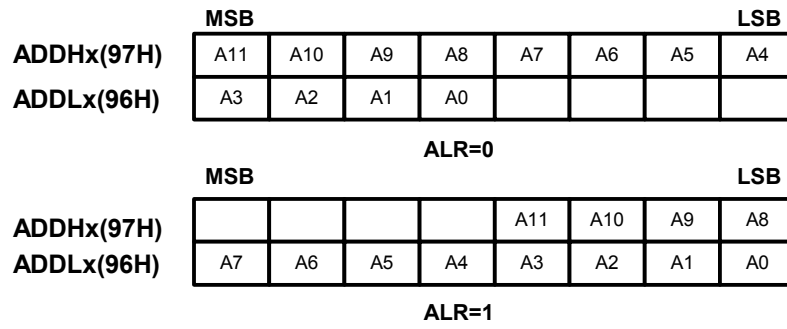 MSB LSB
ADDHx(97H) A11 A10 A9 A8 A7 A6 A5 A4
ADDLx(96H) A3 A2 A1 A0
ALR=0
MSB LSB
ADDHx(97H) A11 A10 A9 A8
ADDLx(96H) A7 A6 A5 A4 A3 A2 A1 A0
ALR=1